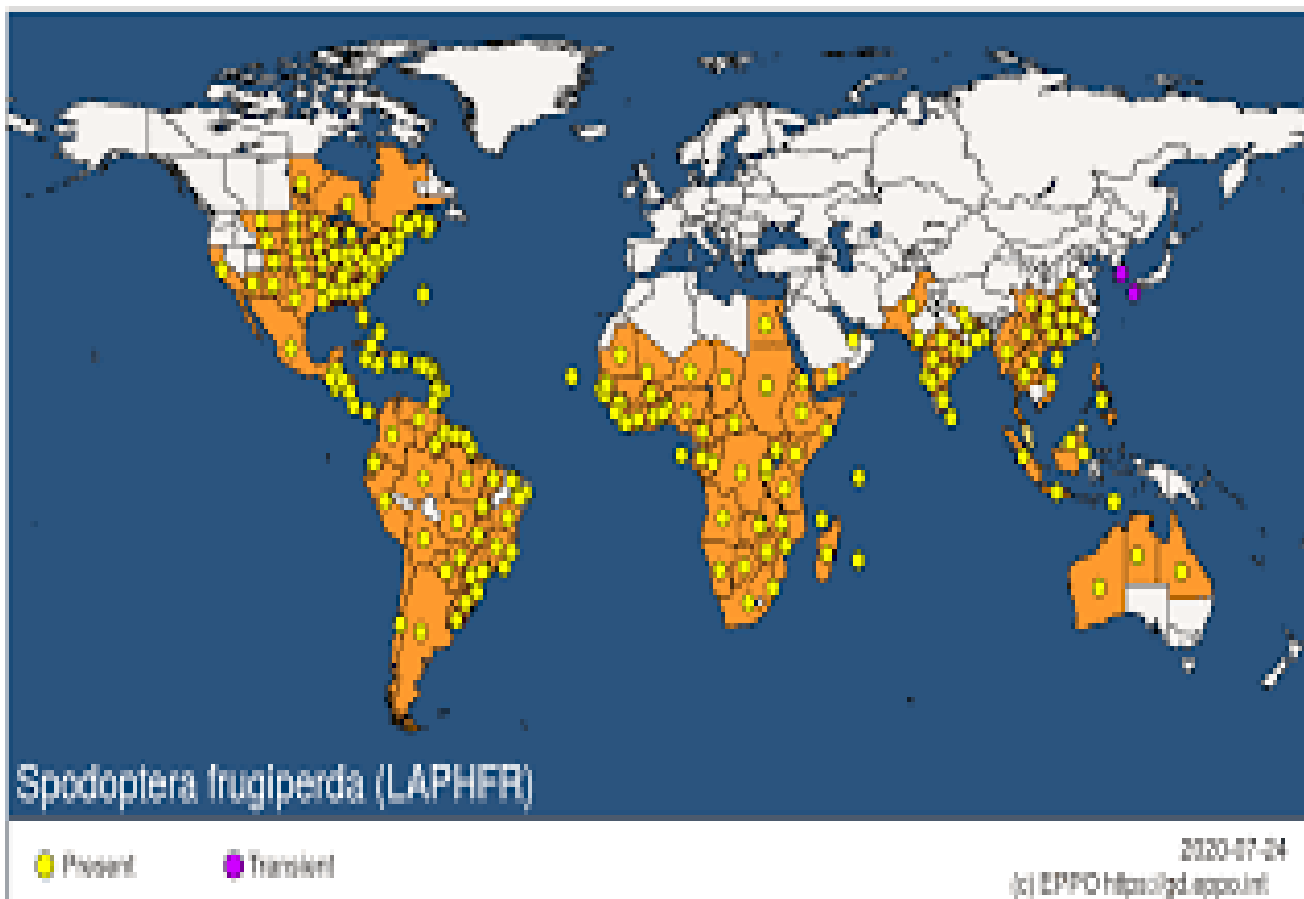 Spodoptera frugiperda (LAPHFR)
Present
Transient
2020-07-24
(c) EPPO https://gd.eppo.int